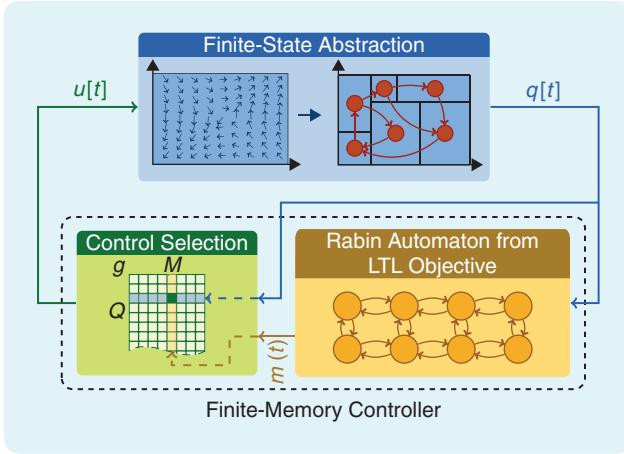 Finite-State Abstraction
u[t]
q[t]
Control Selection
g
M
Q
Rabin Automaton from
LTL Objective
m (t)
Finite-Memory Controller